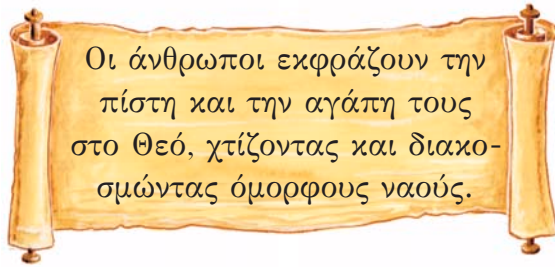 Οι άνθρωποι εκφράζουν την
πίστη και την αγάπη τους
στο Θεό, χτίζοντας και διακο-
σμώντας όμορφους ναούς.